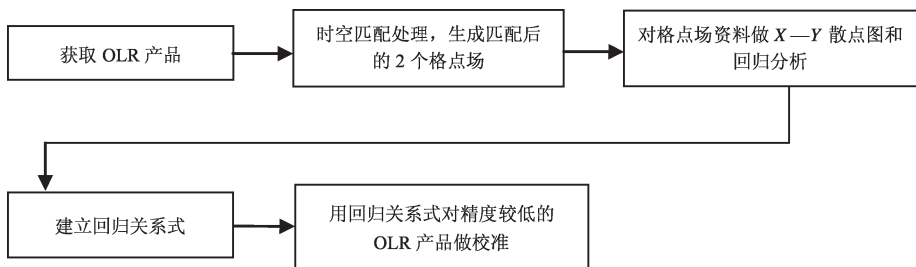 获取 OLR 产品
时空匹配处理，生成匹配后
的 2 个格点场
对格点场资料做 X—Y 散点图和
回归分析
建立回归关系式
用回归关系式对精度较低的
OLR 产品做校准